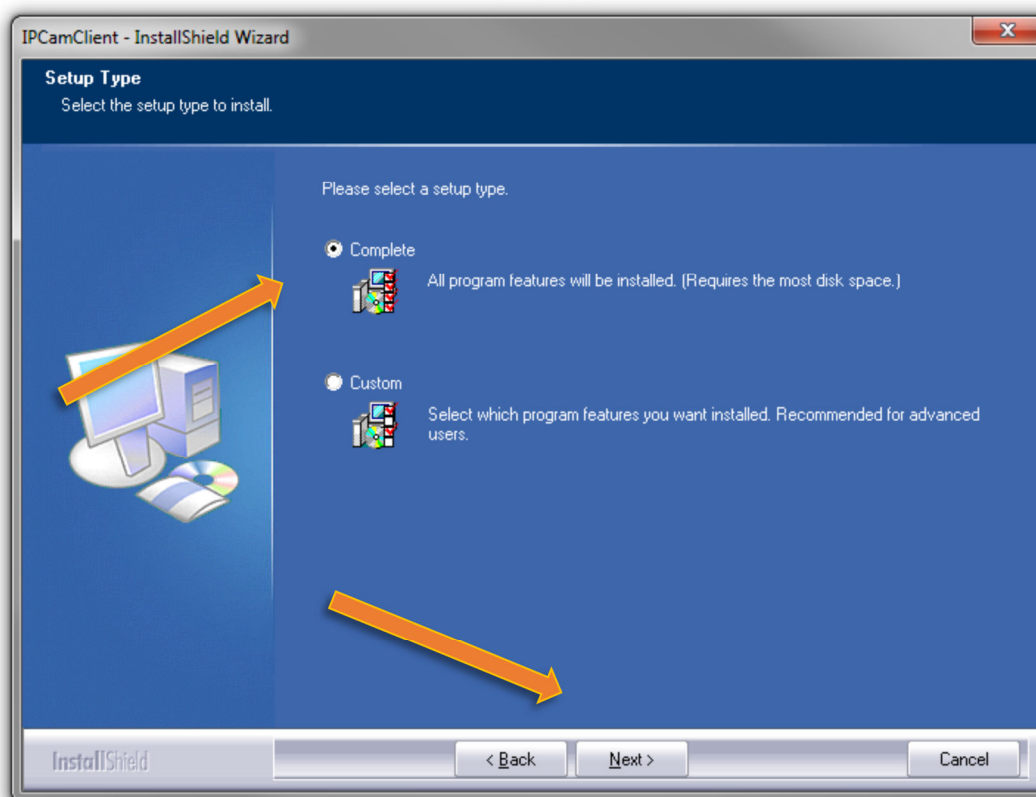 IPCamClient - InstallShield Wizard
Setup Type
Select the setup type to install.
Please select a setup type.
Complete
All program features will be installed. (Requires the most disk space.)
Custom
Select which program features you want installed. Recommended for advanced
users.
InstallShield
< Back
Next >
Cancel